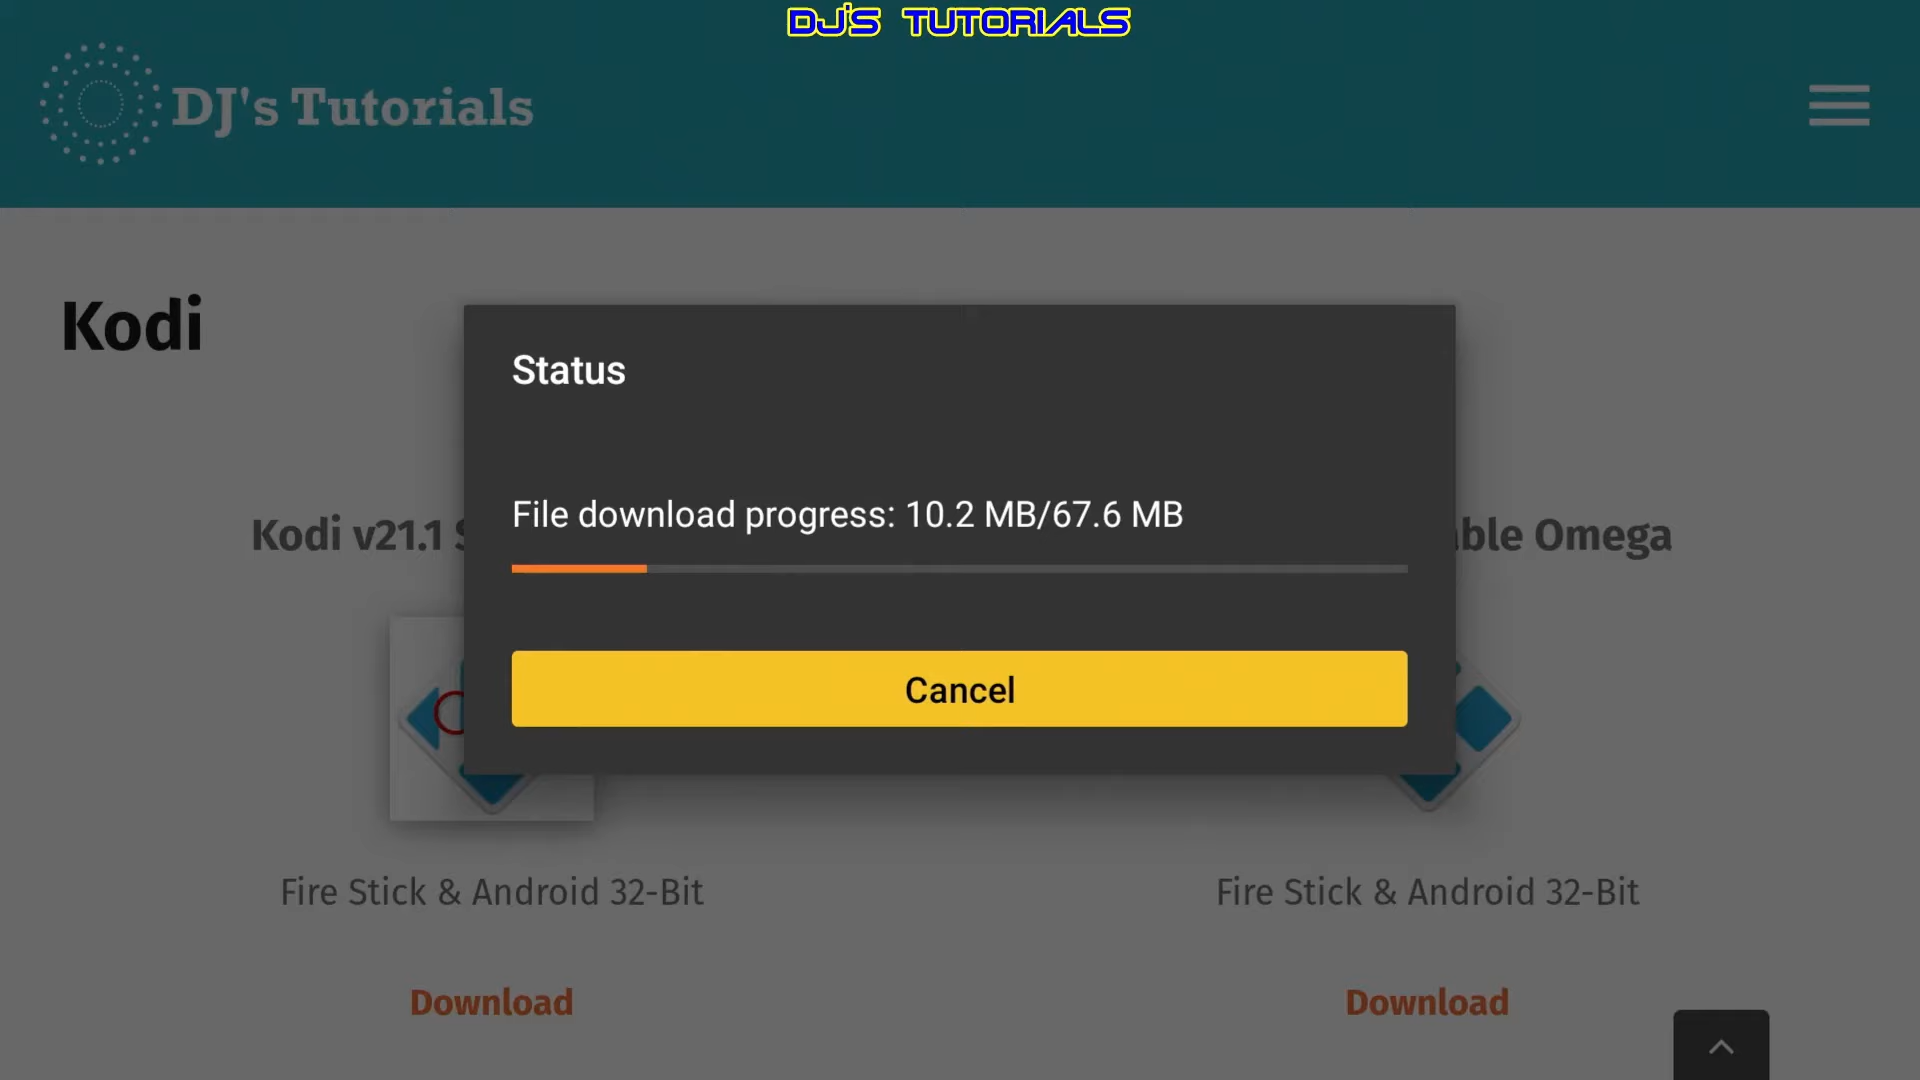 DJ'S TUTORIALS
DJ's Tutorials
Kodi
Status
File download progress: 10.2 MB/67.6 MB
Kodi v21.1
Omega
Cancel
Fire Stick & Android 32-Bit
Fire Stick & Android 32-Bit
Download
Download